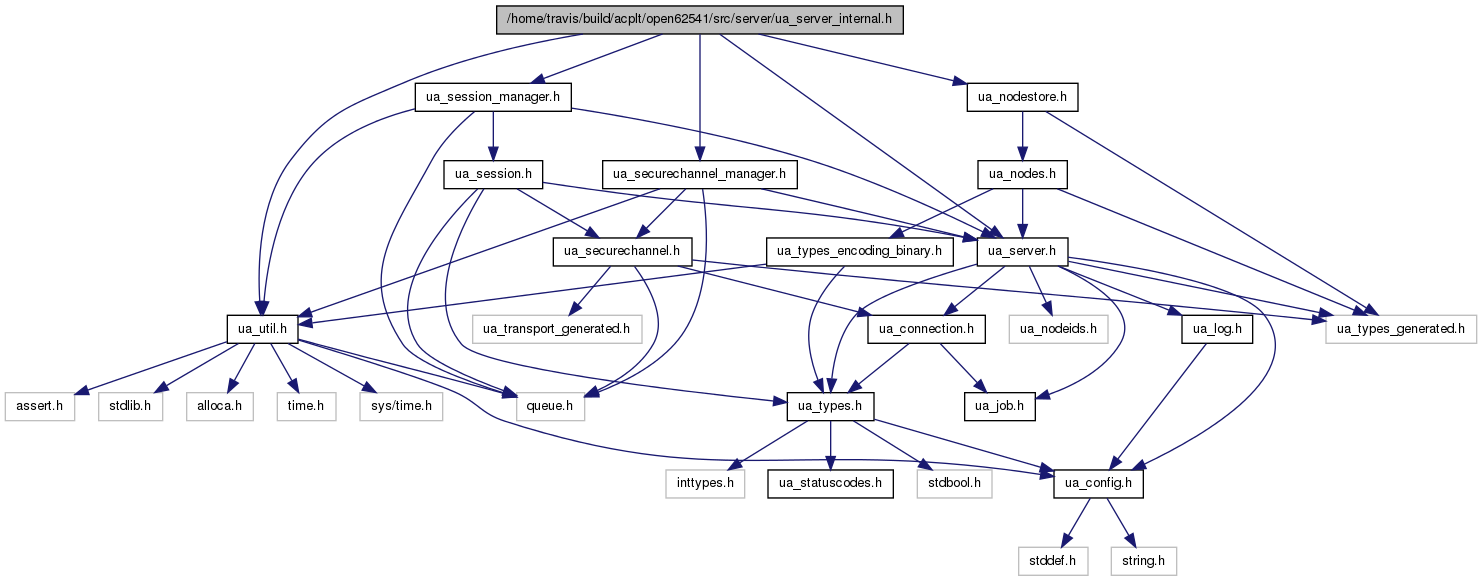 /home/travis/build/acplt/open62541/src/server/ua_server_internal.h
ua_session_manager.h
ua_nodestore.h
ua_session.h
ua_securechannel_manager.h
ua_nodes.h
ua_securechannel.h
ua_types_encoding_binary.h
ua_server.h
ua_util.h
ua_transport_generated.h
ua_connection.h
ua_nodeids.h
ua_log.h
ua_types_generated.h
assert.h
stdlib.h
alloca.h
time.h
sys/time.h
queue.h
ua_types.h
ua_job.h
inttypes.h
ua_statuscodes.h
stdbool.h
ua_config.h
stddef.h
string.h